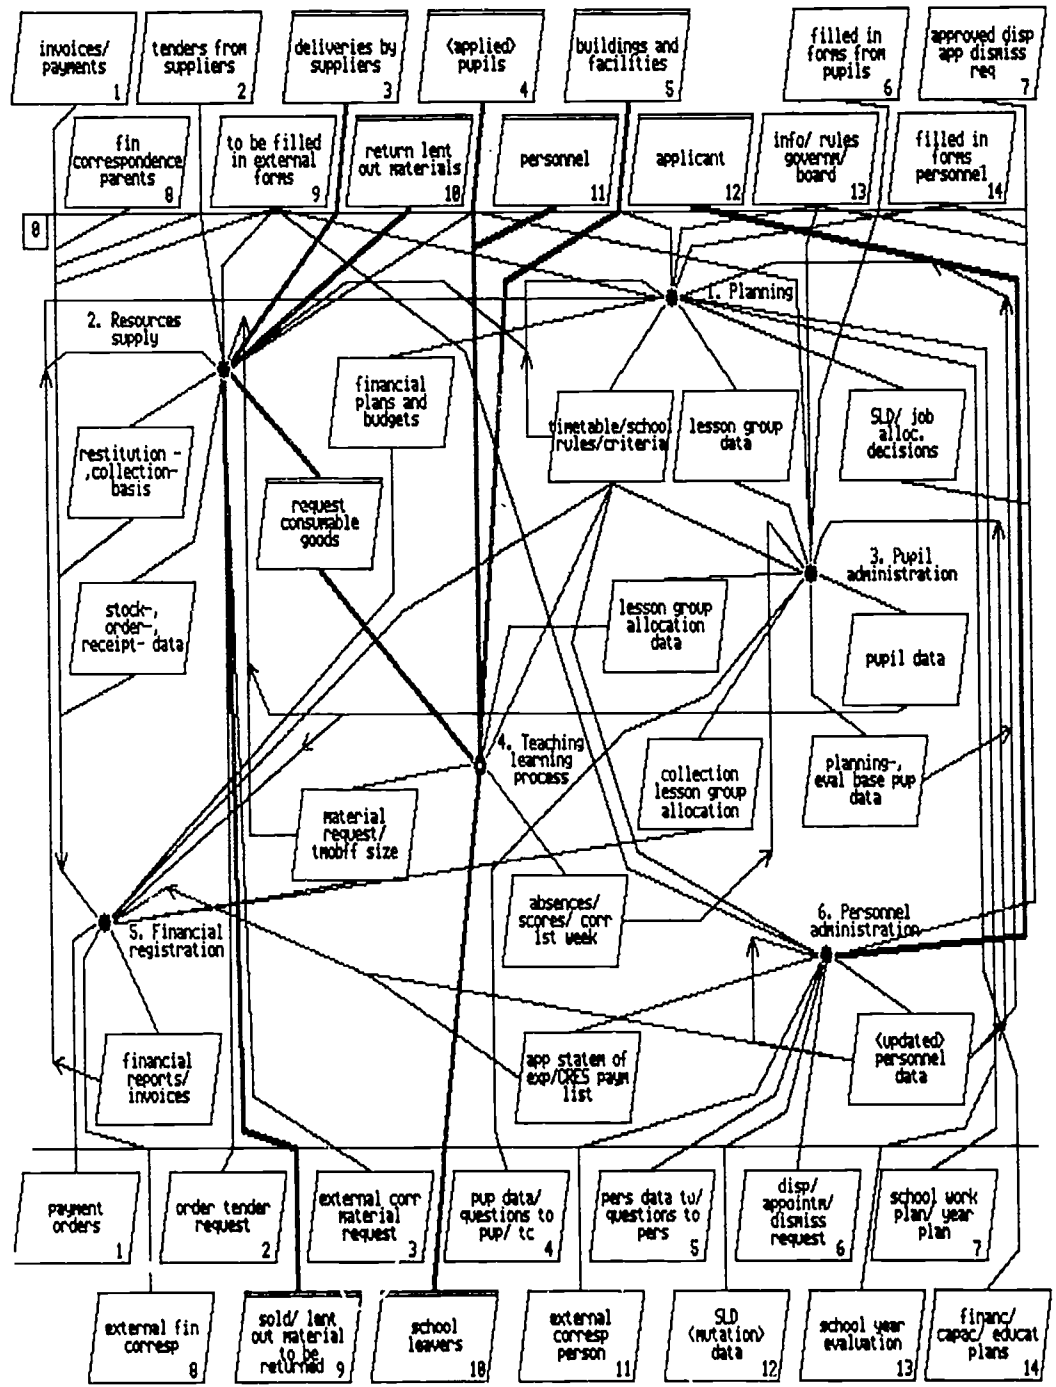 invoices/
payments
1
tenders from
suppliers
2
deliveries by
suppliers
3
<applied>
pupils
4
buildings and
facilities
5
filled in
forms from
pupils
6
approved disp
app dismiss
req
7
fin
correspondence
parents
8
to be filled
in external
forms
9
return lent
out materials
10
personnel
11
applicant
12
info/ rules
governm/
board
13
filled in
forms
personnel
14
0
1. Planning
2. Resources
supply
financial
plans and
budgets
timetable/school
rules/criteria
lesson group
data
SLD/ job
alloc.
decisions
restitution -
,collection-
basis
request
consumable
goods
3. Pupil
administration
stock-,
order-,
receipt- data
lesson group
allocation
data
pupil data
4. Teaching
learning
process
collection
lesson group
allocation
planning-,
eval base pup
data
material
request/
tmobff size
absences/
scores/ corr
1st week
5. Financial
registration
6. Personnel
administration
financial
reports/
invoices
app statem of
exp/CRES paym
list
<updated>
personnel
data
payment
orders
1
order tender
request
2
external corr
material
request
3
pup data/
questions to
pup/ tc
4
pers data tw/
questions to
pers
5
disp/
appointm/
dismiss
request
6
school work
plan/ year
plan
7
external fin
corresp
8
sold/ lent
out material
to be
returned
9
school
leavers
10
external
corresp
person
11
SLD
<mutation>
data
12
school year
evaluation
13
financ/
capac/ educat
plans
14